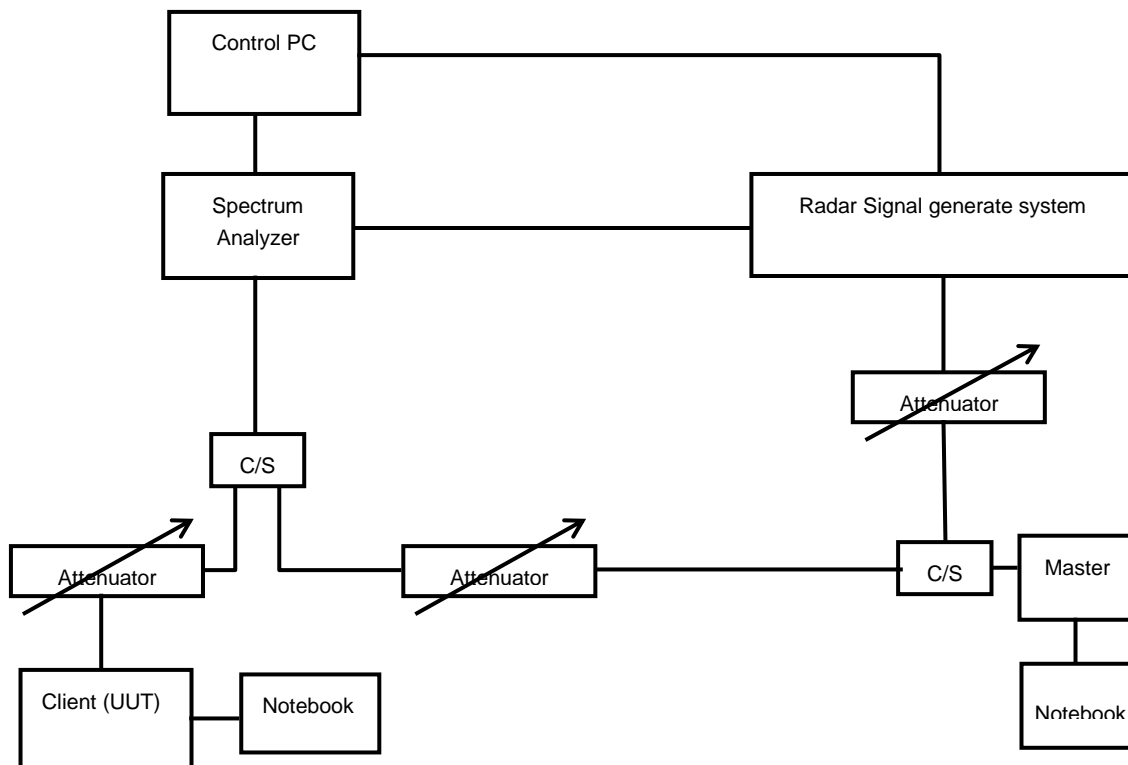 Control PC
Spectrum
Analyzer
Radar Signal generate system
Attenuator
C/S
Attenuator
Attenuator
C/S
Master
Client (UUT)
Notebook
Notebook